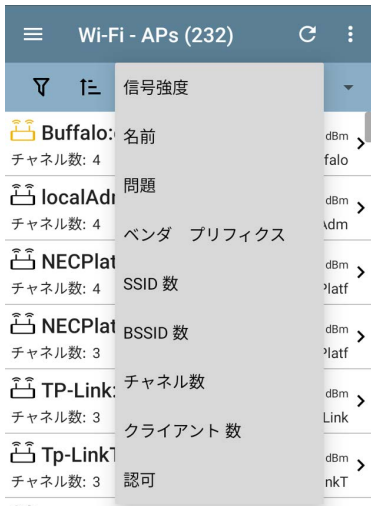 Wi-Fi - APs (232)
信号強度
名前
問題
ベンダ　プリフィクス
SSID 数
BSSID 数
チャネル数
クライアント 数
認可
Buffalo:
dBm
チャネル数: 4
falo
localAdm
dBm
チャネル数: 4
Adm
NECPlat
dBm
チャネル数: 4
Platf
NECPlat
dBm
チャネル数: 3
Platf
TP-Link:
dBm
チャネル数: 3
Link
Tp-LinkT
dBm
チャネル数: 3
nkT